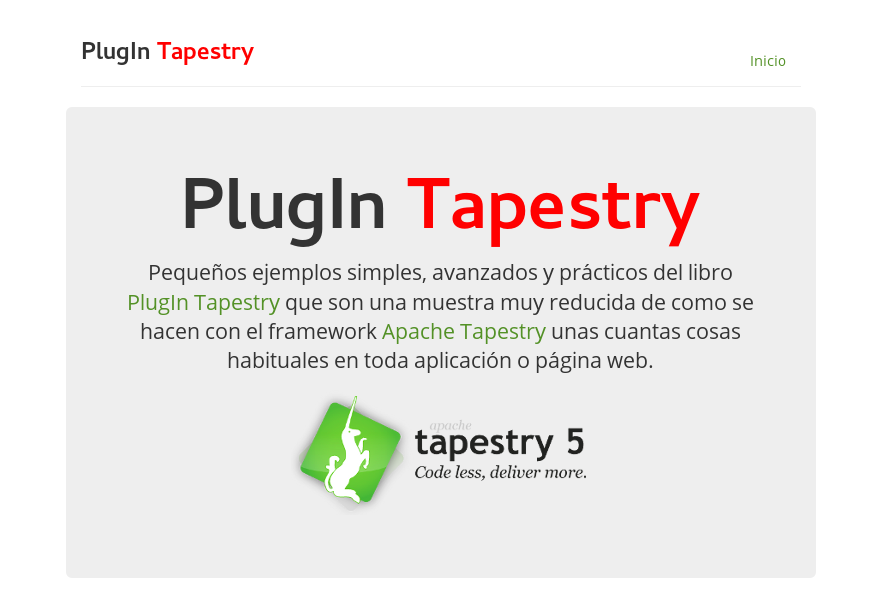 PlugIn Tapestry
Inicio
PlugIn Tapestry
Pequeños ejemplos simples, avanzados y prácticos del libro
PlugIn Tapestry que son una muestra muy reducida de como se
hacen con el framework Apache Tapestry unas cuantas cosas
habituales en toda aplicación o página web.
apache
tapestry 5
Code less, deliver more.